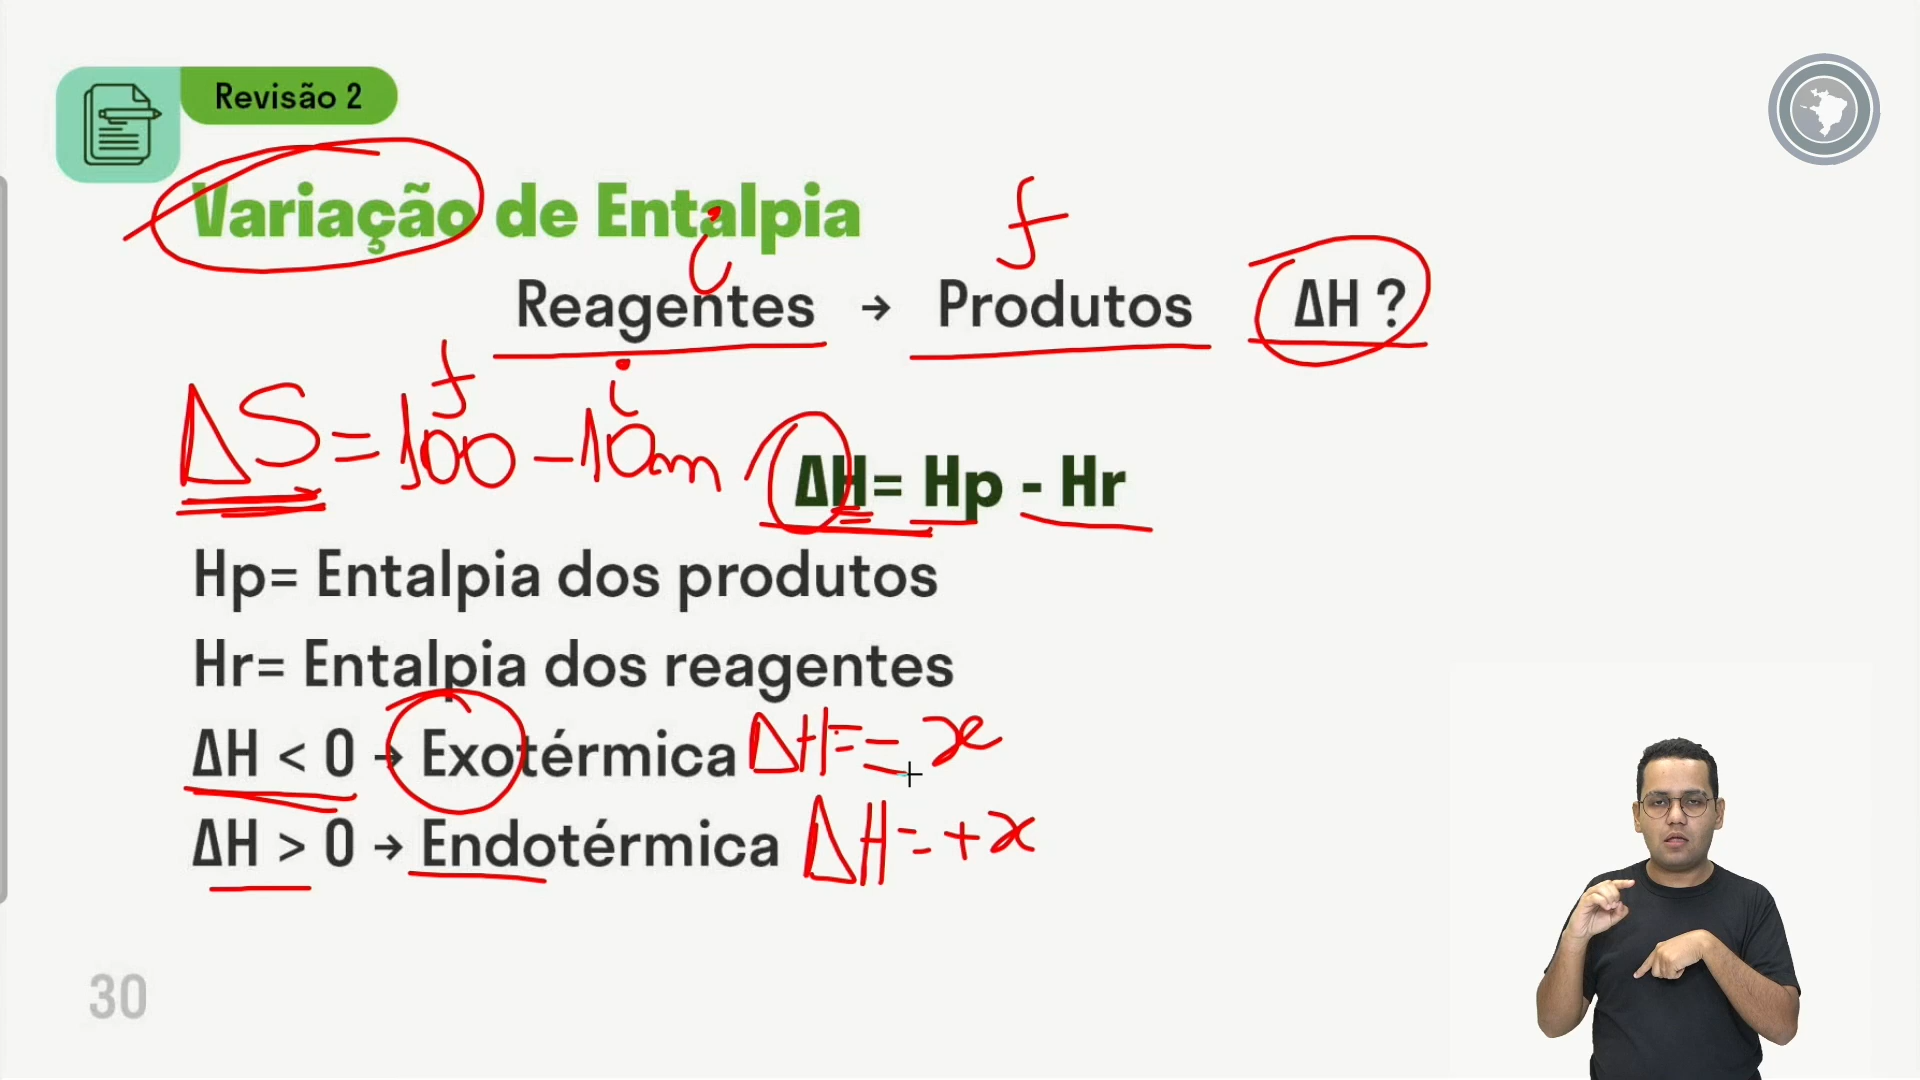 Revisão 2
Variação de Entalpia
i f
Reagentes → Produtos ΔH ?
f i
ΔS = 100 - 10m
ΔH= Hp - Hr
Hp= Entalpia dos produtos
Hr= Entalpia dos reagentes
ΔH < 0 → Exotérmica ΔH = - x
ΔH > 0 → Endotérmica ΔH = + x
30